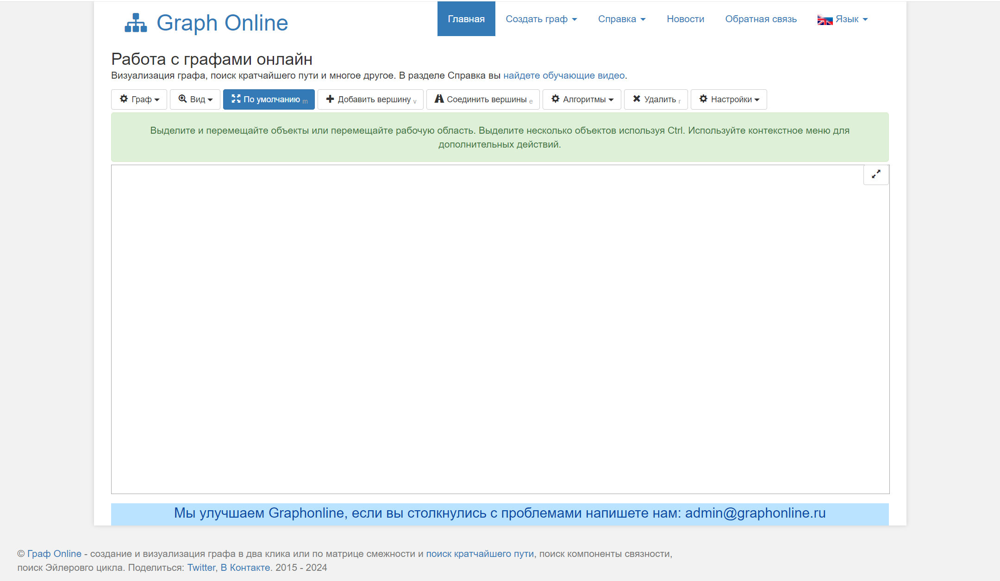 Graph Online
Главная
Создать граф
Справка
Новости
Обратная связь
Язык
Работа с графами онлайн
Визуализация графа, поиск кратчайшего пути и многое другое. В разделе Справка вы найдете обучающие видео.
Граф
Вид
По умолчанию m
Добавить вершину v
Соединить вершины e
Алгоритмы
Удалить r
Настройки
Выделите и перемещайте объекты или перемещайте рабочую область. Выделите несколько объектов используя Ctrl. Используйте контекстное меню для
дополнительных действий.
Мы улучшаем Graphonline, если вы столкнулись с проблемами напишете нам: admin@graphonline.ru
© Граф Online - создание и визуализация графа в два клика или по матрице смежности и поиск кратчайшего пути, поиск компоненты связности,
поиск Эйлеровго цикла. Поделиться: Twitter, В Контакте. 2015 - 2024